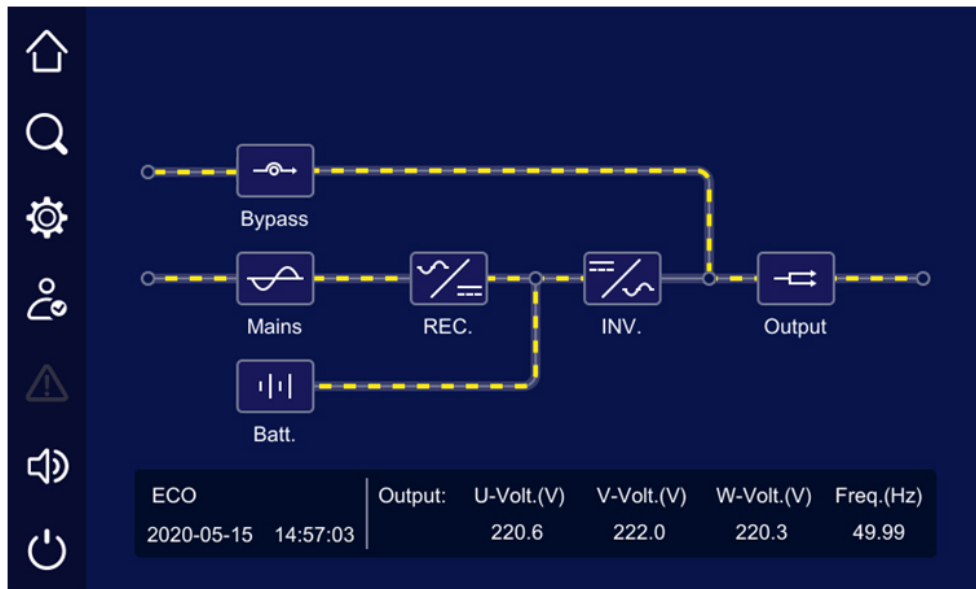 Bypass
Mains
REC.
INV.
Output
Batt.
ECO
Output: U-Volt.(V) V-Volt.(V) W-Volt.(V) Freq.(Hz)
2020-05-15 14:57:03 220.6 222.0 220.3 49.99